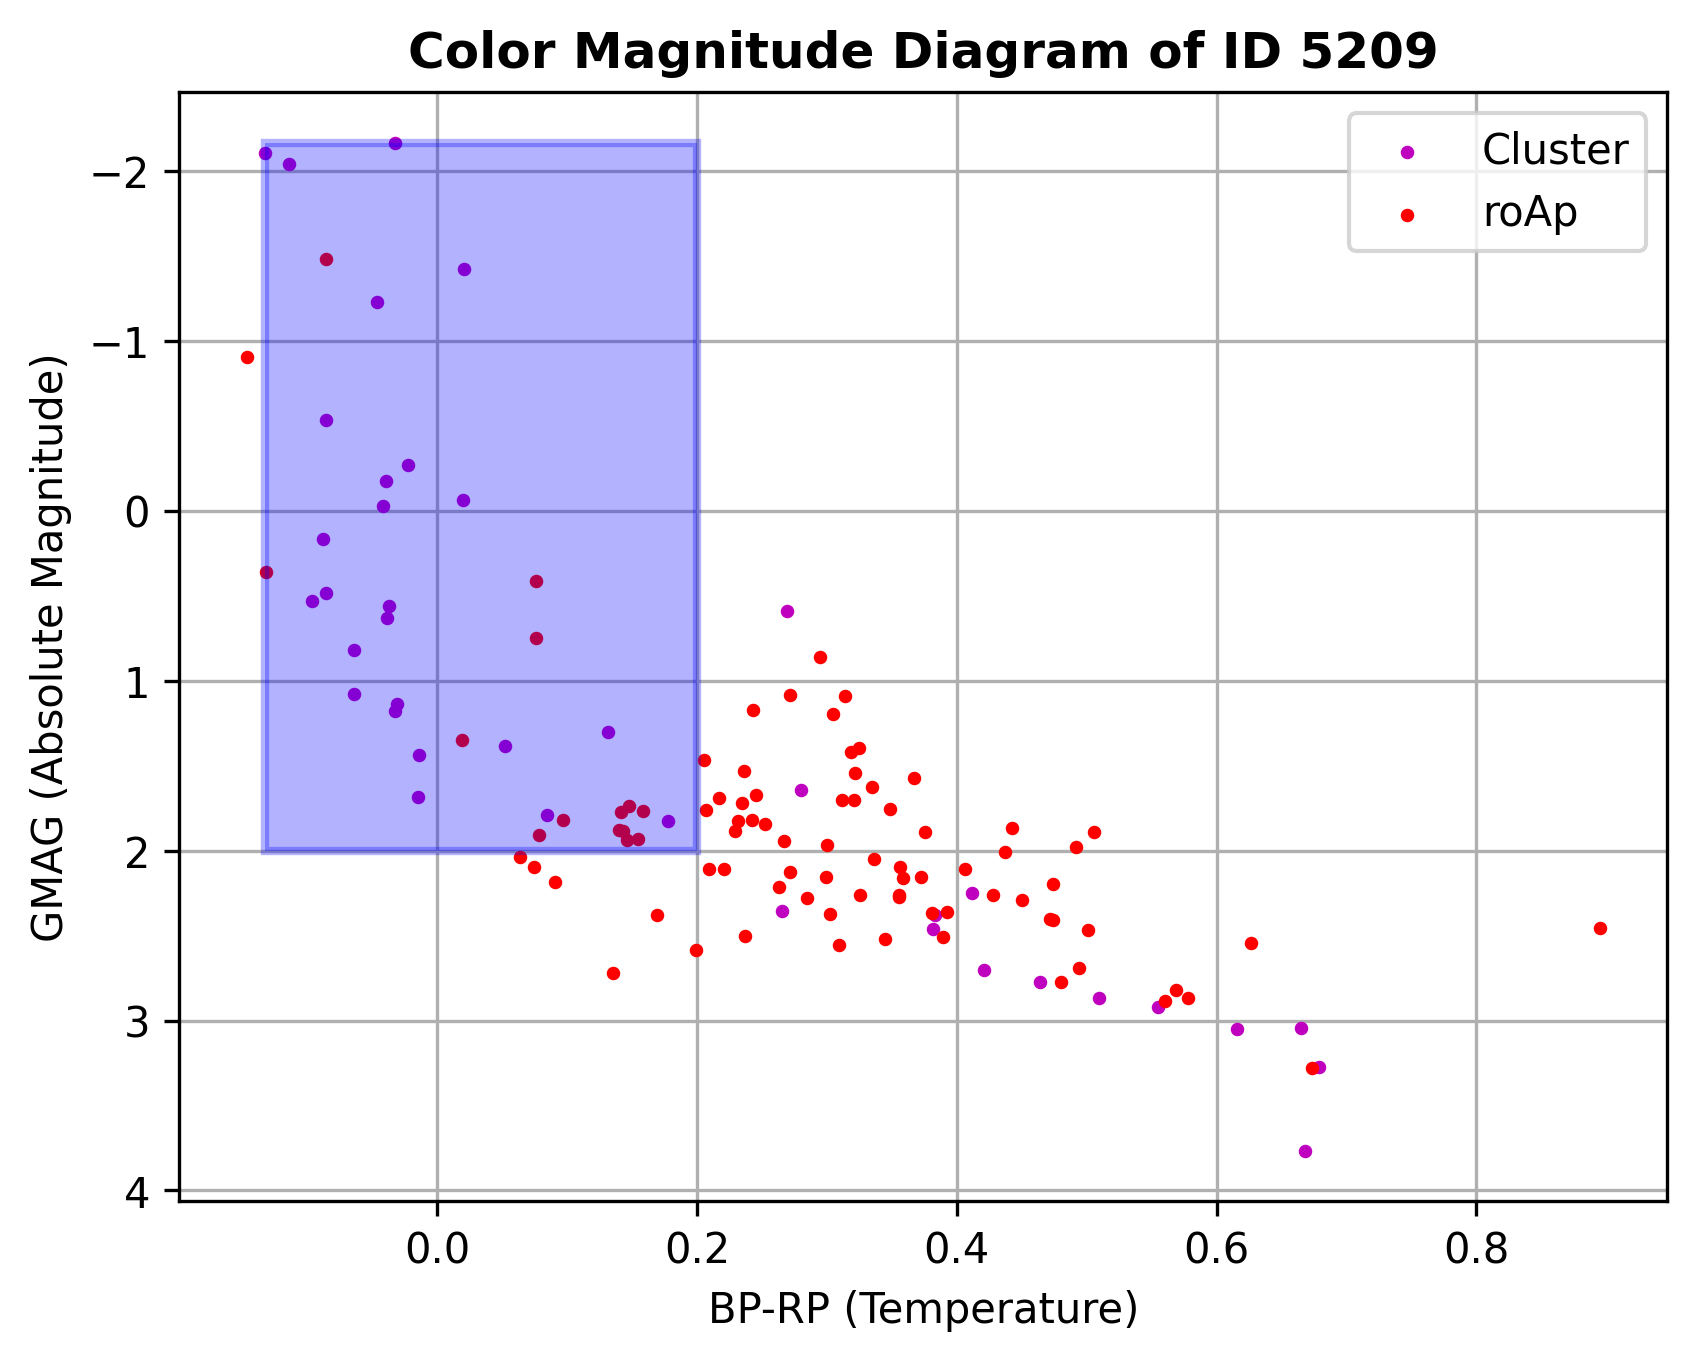 Color Magnitude Diagram of ID 5209
Cluster
roAp
−2
−1
0
1
2
3
4
GMAG (Absolute Magnitude)
0.0 0.2 0.4 0.6 0.8
BP-RP (Temperature)